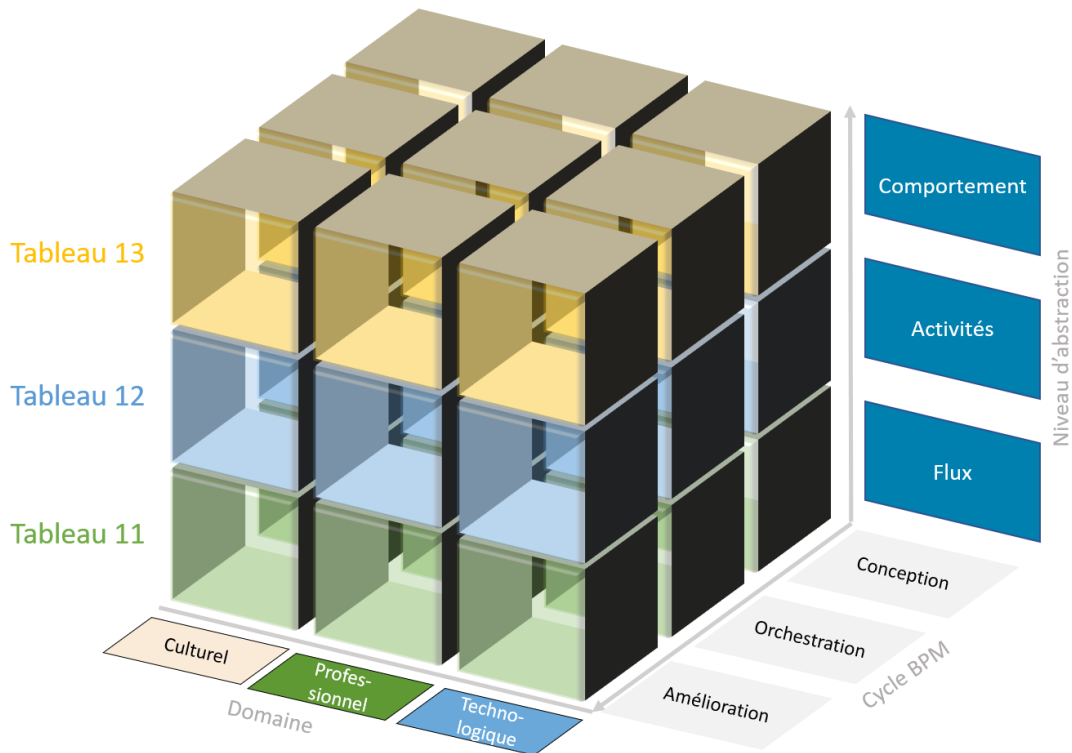 Comportement
Tableau 13
Activités
Niveau d'abstraction
Tableau 12
Flux
Tableau 11
Conception
Orchestration
Cycle BPM
Amélioration
Culturel
Profes-
sionnel
Techno-
logique
Domaine